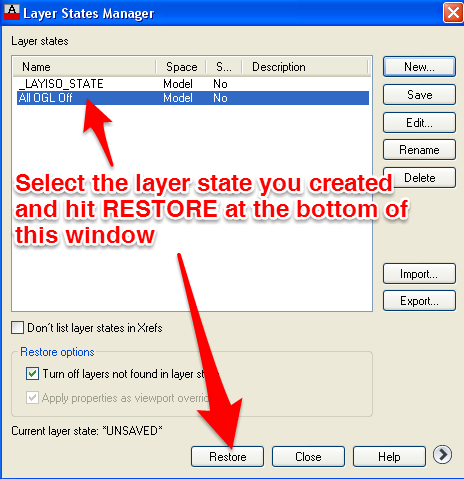 Layer States Manager
Layer states
Name Space S... Description
New...
_LAYISO_STATE Model No
All OGL Off Model No
Save
Edit...
Rename
Delete
Select the layer state you created
and hit RESTORE at the bottom of
this window
Import...
Export...
Don't list layer states in Xrefs
Restore options
Turn off layers not found in layer st
Apply properties as viewport overri
Current layer state: *UNSAVED*
Restore Close Help